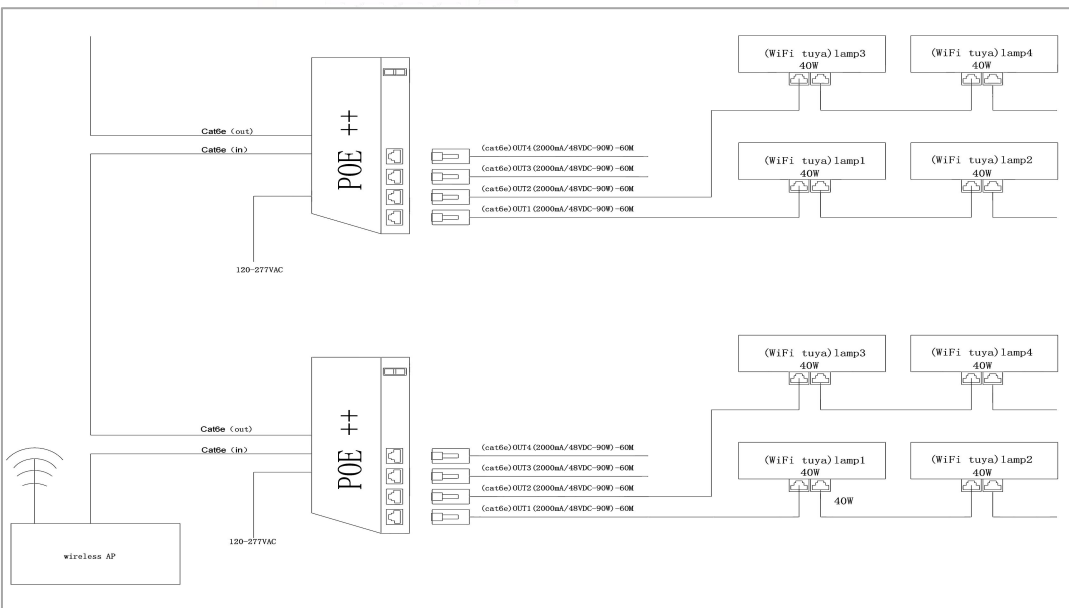 (WiFi tuya)lamp3
40W
(WiFi tuya)lamp4
40W
Cat6e (out)
Cat6e (in)
POE ++
(cat6e)OUT4(2000mA/48VDC-90W)-60M
(cat6e)OUT3(2000mA/48VDC-90W)-60M
(cat6e)OUT2(2000mA/48VDC-90W)-60M
(cat6e)OUT1(2000mA/48VDC-90W)-60M
(WiFi tuya)lamp1
40W
(WiFi tuya)lamp2
40W
120-277VAC
(WiFi tuya)lamp3
40W
(WiFi tuya)lamp4
40W
Cat6e (out)
Cat6e (in)
POE ++
(cat6e)OUT4(2000mA/48VDC-90W)-60M
(cat6e)OUT3(2000mA/48VDC-90W)-60M
(cat6e)OUT2(2000mA/48VDC-90W)-60M
(cat6e)OUT1(2000mA/48VDC-90W)-60M
(WiFi tuya)lamp1
40W
(WiFi tuya)lamp2
40W
40W
120-277VAC
wireless AP